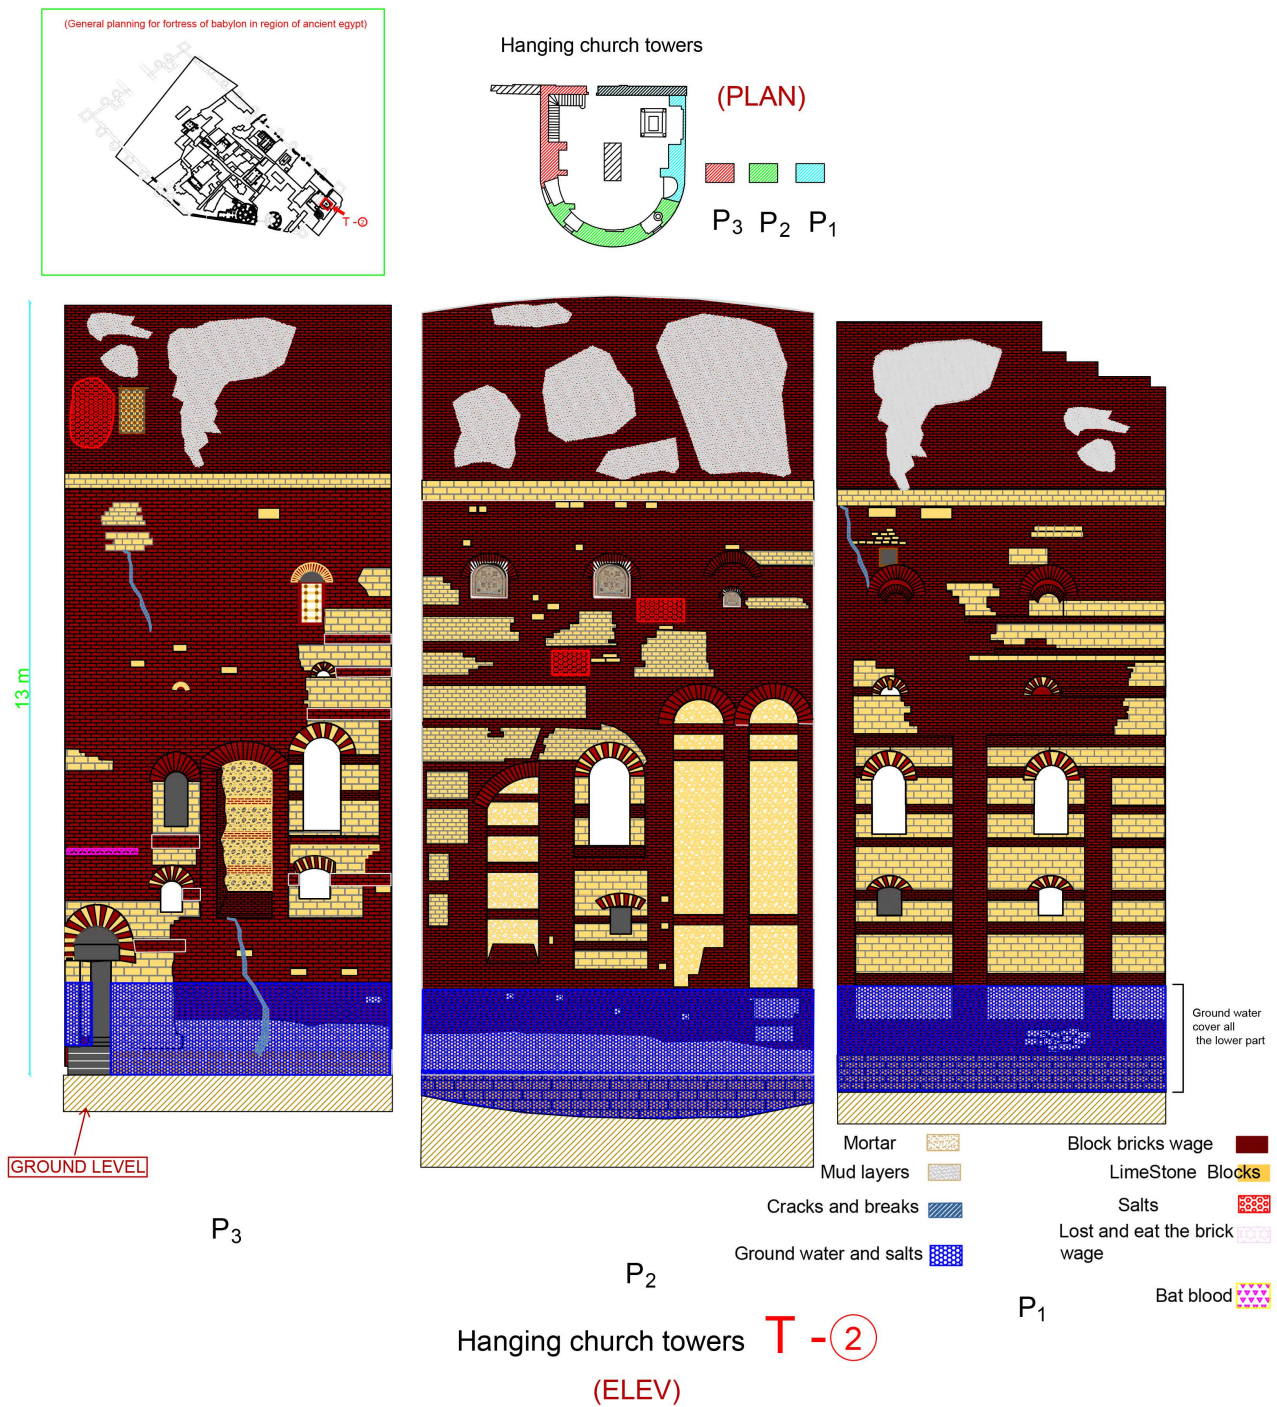 (General planning for fortress of babylon in region of ancient egypt)
T -2
Hanging church towers
(PLAN)
P3 P2 P1
13 m
Ground water
cover all
the lower part
GROUND LEVEL
Mortar
Mud layers
Cracks and breaks
Ground water and salts
Block bricks wage
LimeStone Blocks
Salts
Lost and eat the brick
wage
Bat blood
P3
P2
P1
Hanging church towers T -2
(ELEV)